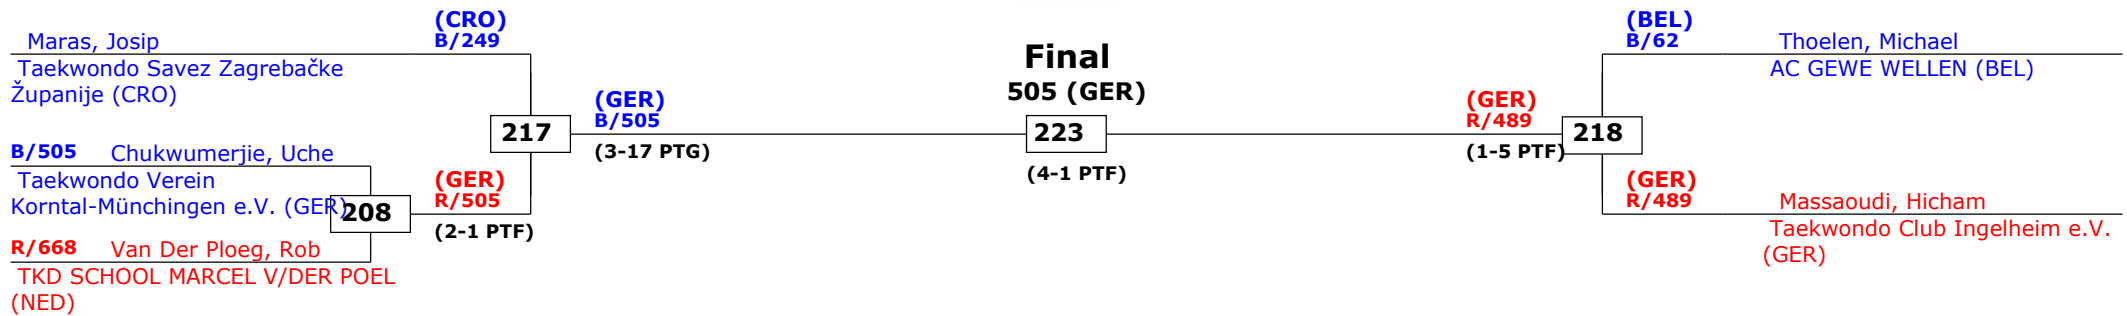 (CRO)
B/249
Maras, Josip
Taekwondo Savez Zagrebačke
Županije (CRO)
217
(GER)
B/505
(3-17 PTG)
B/505 Chukwumerjie, Uche
Taekwondo Verein
Korntal-Münchingen e.V. (GER)
208
(GER)
R/505
(2-1 PTF)
R/668 Van Der Ploeg, Rob
TKD SCHOOL MARCEL V/DER POEL
(NED)
Final
505 (GER)
223
(4-1 PTF)
(BEL)
B/62
Thoelen, Michael
AC GEWE WELLEN (BEL)
(GER)
R/489
218
(1-5 PTF)
(GER)
R/489
Massaoudi, Hicham
Taekwondo Club Ingelheim e.V.
(GER)